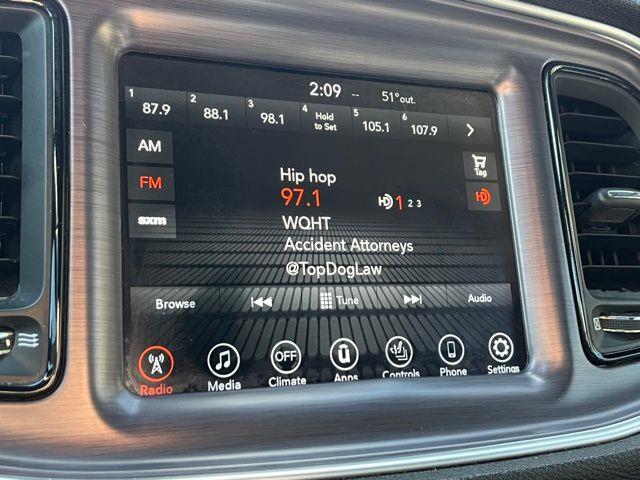 2:09 -- 51° out.
1 87.9 2 88.1 3 98.1 4 Hold to Set 5 105.1 6 107.9
AM
FM
sxm
Tag
HD
Hip hop
97.1 HD 1 2 3
WQHT
Accident Attorneys
@TopDogLaw
Browse Tune Audio
Radio Media OFF Climate Apps Controls Phone Settings